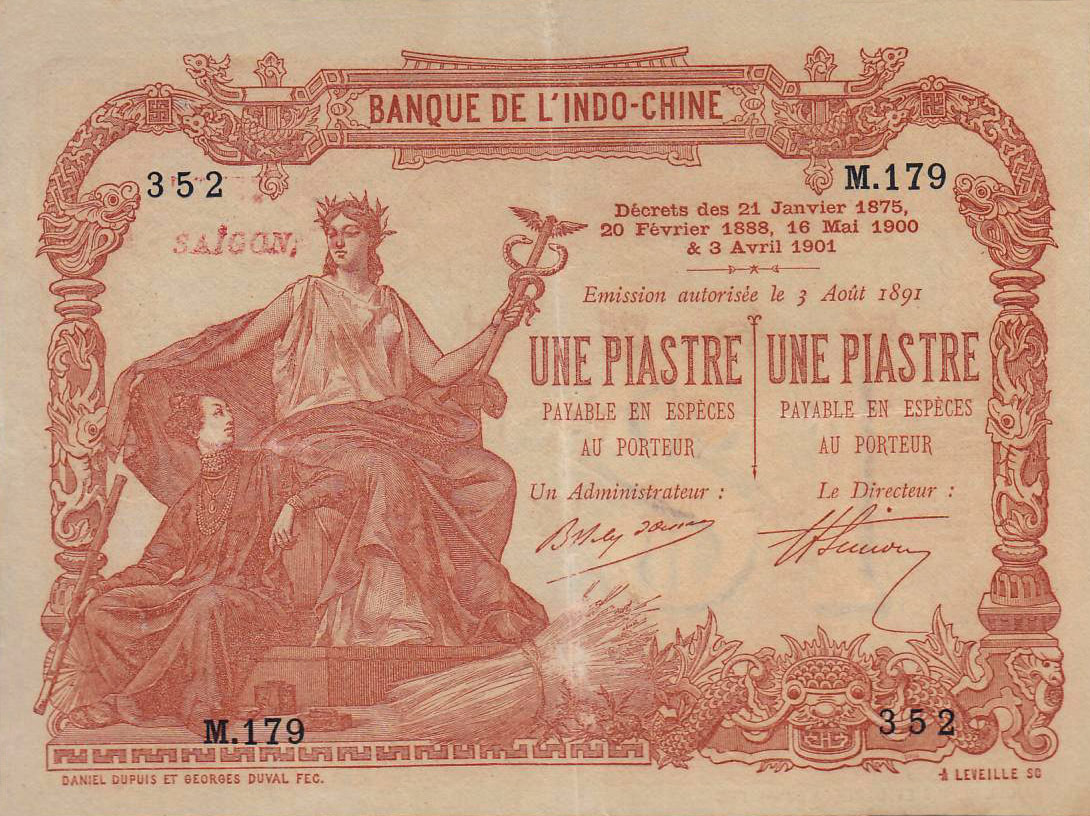 BANQUE DE L'INDO-CHINE
352
M.179
SAÏGON,
Décrets des 21 Janvier 1875,
20 Février 1888, 16 Mai 1900
& 3 Avril 1901
Emission autorisée le 3 Août 1891
UNE PIASTRE
PAYABLE EN ESPÈCES
AU PORTEUR
UNE PIASTRE
PAYABLE EN ESPÈCES
AU PORTEUR
Un Administrateur :
Le Directeur :
M.179
352
DANIEL DUPUIS ET GEORGES DUVAL FEC.
A LEVEILLE SC